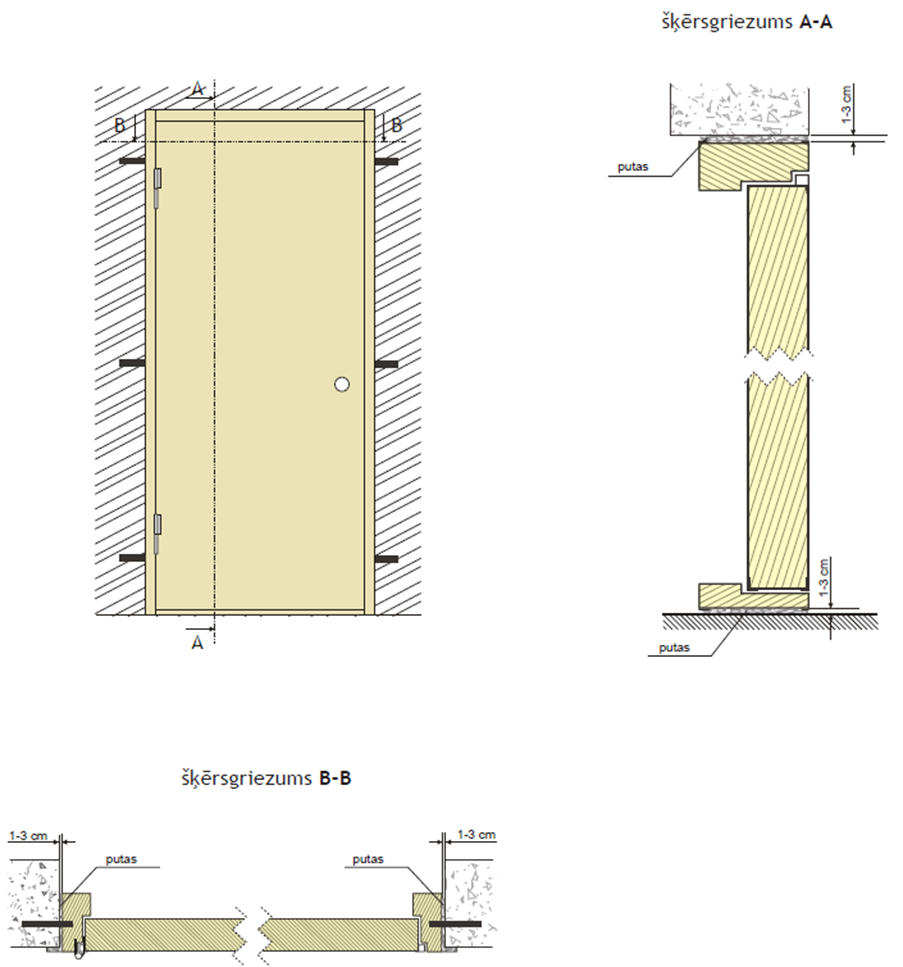 šķērsgriezums A-A
A
B
B
1-3 cm
putas
1-3 cm
A
putas
šķērsgriezums B-B
1-3 cm
1-3 cm
putas
putas